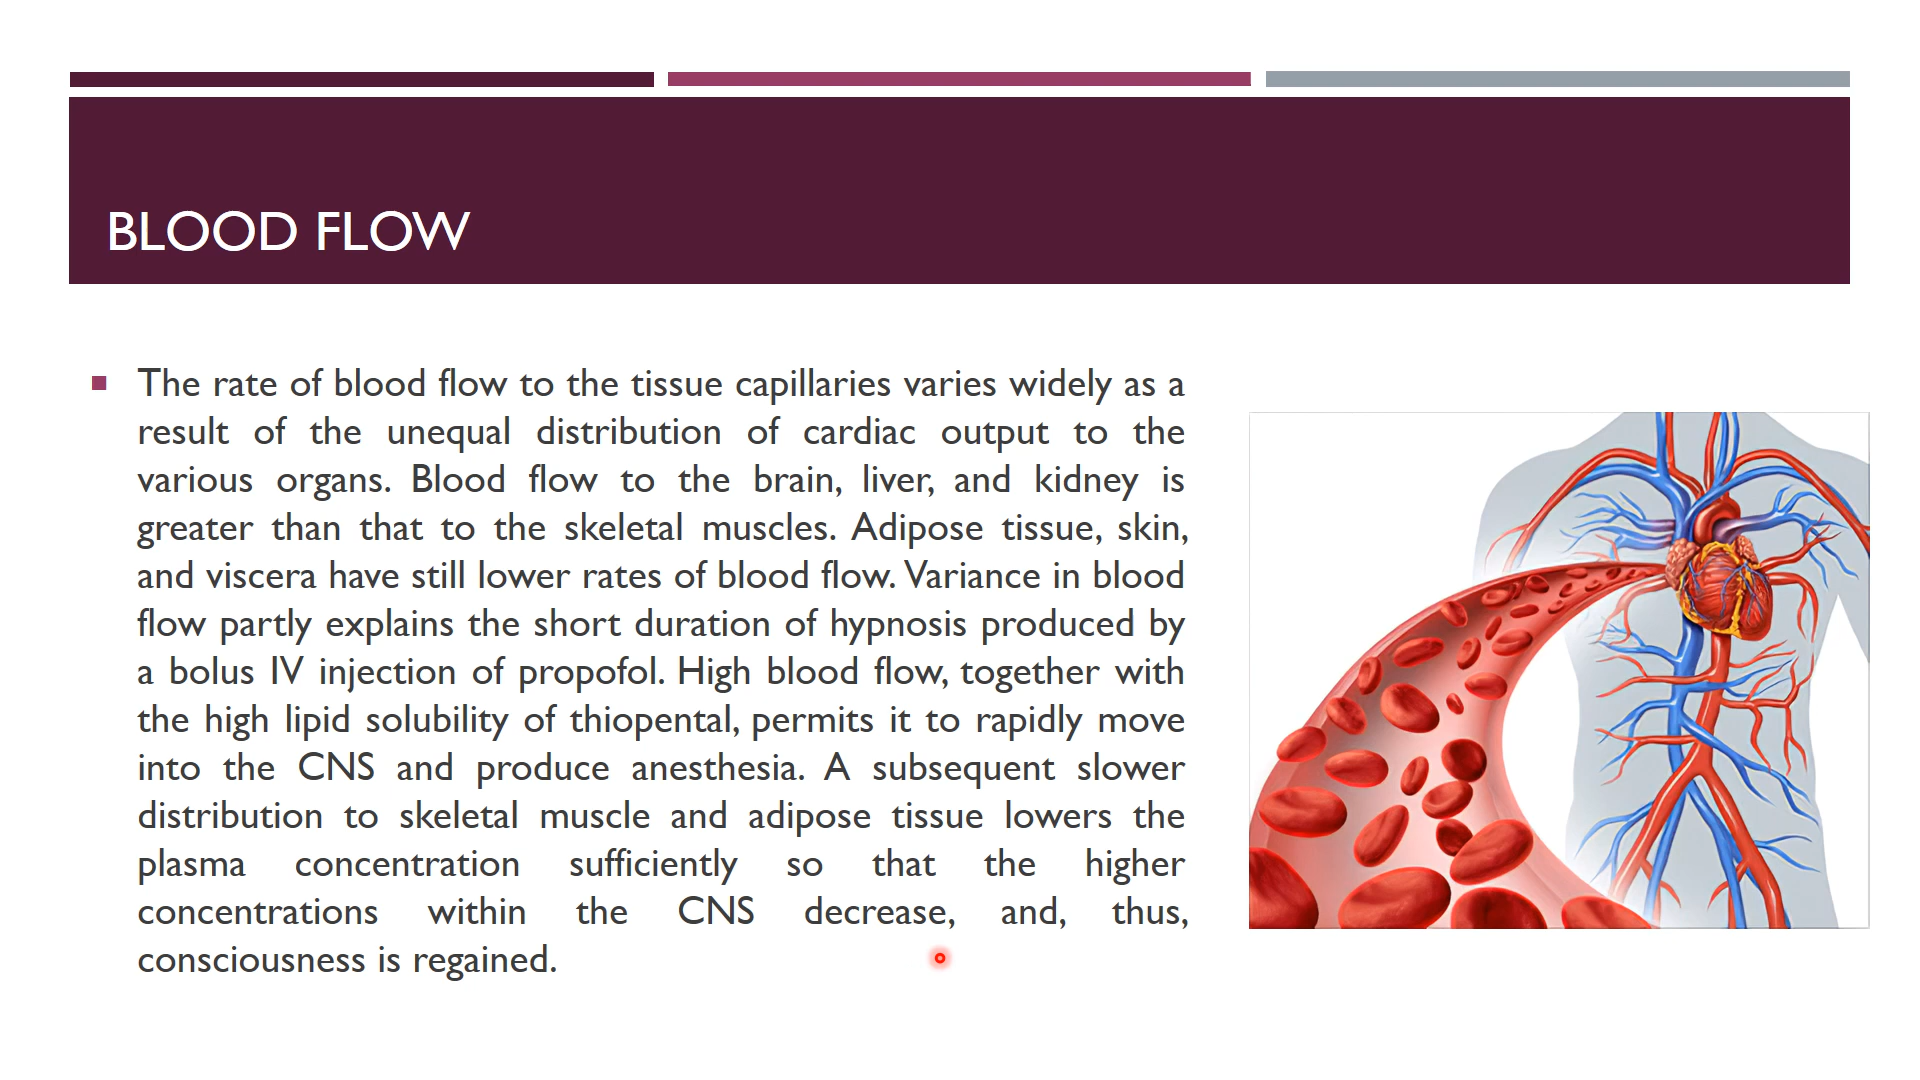 BLOOD FLOW
The rate of blood flow to the tissue capillaries varies widely as a
result of the unequal distribution of cardiac output to the
various organs. Blood flow to the brain, liver, and kidney is
greater than that to the skeletal muscles. Adipose tissue, skin,
and viscera have still lower rates of blood flow. Variance in blood
flow partly explains the short duration of hypnosis produced by
a bolus IV injection of propofol. High blood flow, together with
the high lipid solubility of thiopental, permits it to rapidly move
into the CNS and produce anesthesia. A subsequent slower
distribution to skeletal muscle and adipose tissue lowers the
plasma concentration sufficiently so that the higher
concentrations within the CNS decrease, and, thus,
consciousness is regained.